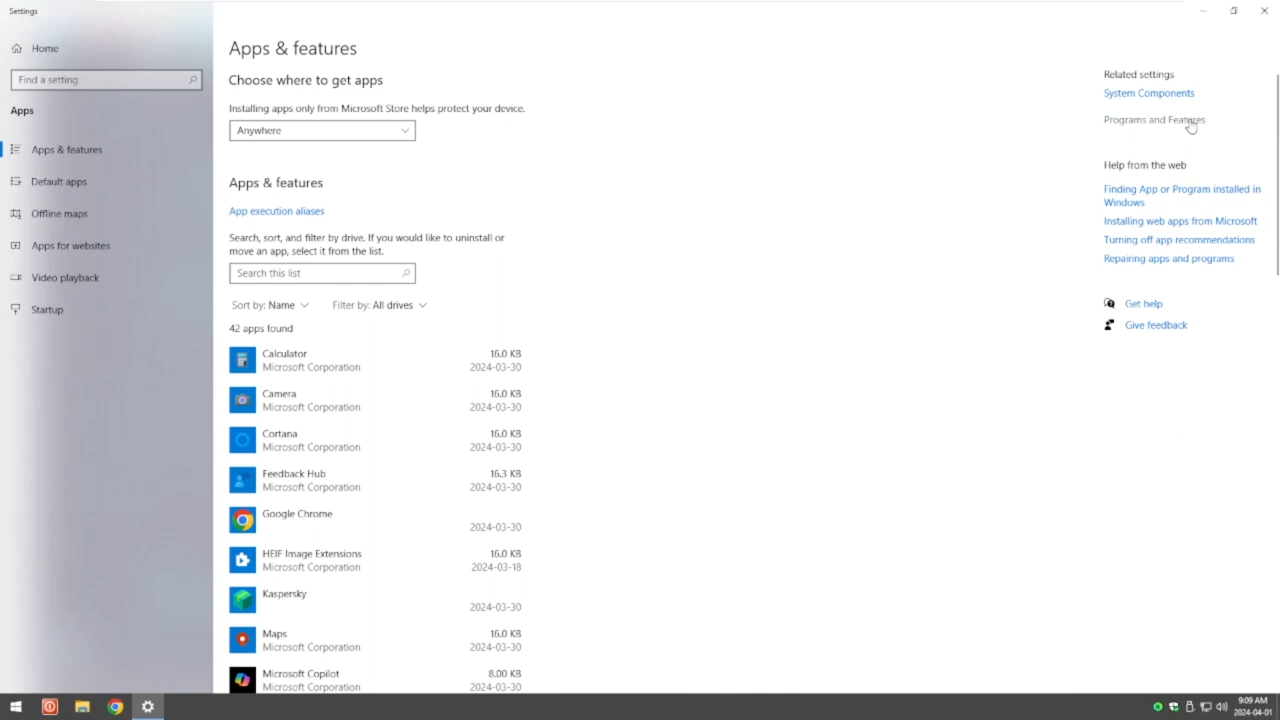 Settings
Home
Find a setting
Apps
Apps & features
Default apps
Offline maps
Apps for websites
Video playback
Startup
Apps & features
Choose where to get apps
Installing apps only from Microsoft Store helps protect your device.
Anywhere
Apps & features
App execution aliases
Search, sort, and filter by drive. If you would like to uninstall or
move an app, select it from the list.
Search this list
Sort by: Name
Filter by: All drives
42 apps found
Calculator 16.0 KB
Microsoft Corporation 2024-03-30
Camera 16.0 KB
Microsoft Corporation 2024-03-30
Cortana 16.0 KB
Microsoft Corporation 2024-03-30
Feedback Hub 16.3 KB
Microsoft Corporation 2024-03-30
Google Chrome
2024-03-30
HEIF Image Extensions 16.0 KB
Microsoft Corporation 2024-03-18
Kaspersky
2024-03-30
Maps 16.0 KB
Microsoft Corporation 2024-03-30
Microsoft Copilot 8.00 KB
Microsoft Corporation 2024-03-30
Related settings
System Components
Programs and Features
Help from the web
Finding App or Program installed in
Windows
Installing web apps from Microsoft
Turning off app recommendations
Repairing apps and programs
Get help
Give feedback
9:09 AM
2024-04-01